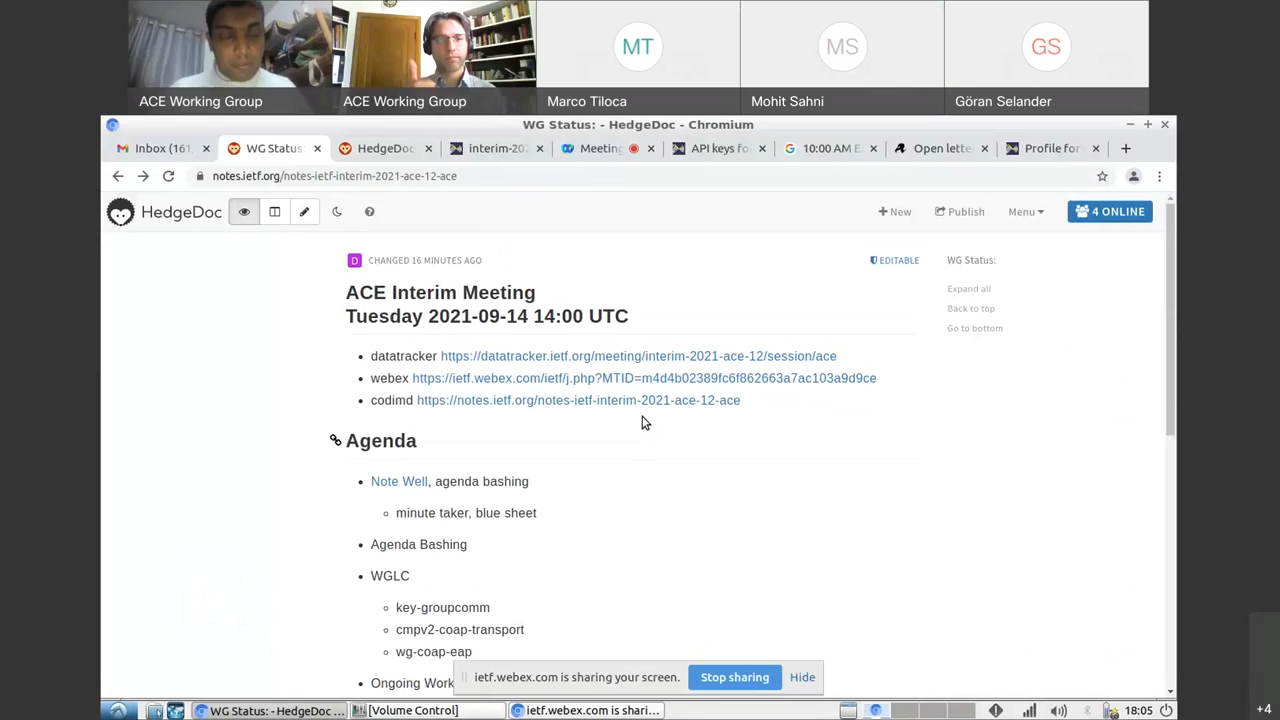 MT
MS
GS
ACE Working Group
ACE Working Group
Marco Tiloca
Mohit Sahni
Göran Selander
WG Status: - HedgeDoc - Chromium
Inbox (161,
WG Status:
HedgeDoc
interim-202
Meeting
API keys fo
10:00 AM E
Open lette
Profile for
notes.ietf.org/notes-ietf-interim-2021-ace-12-ace
HedgeDoc
New
Publish
Menu
4 ONLINE
D
CHANGED 16 MINUTES AGO
EDITABLE
WG Status:
Expand all
Back to top
Go to bottom
ACE Interim Meeting
Tuesday 2021-09-14 14:00 UTC
datatracker https://datatracker.ietf.org/meeting/interim-2021-ace-12/session/ace
webex https://ietf.webex.com/ietf/j.php?MTID=m4d4b02389fc6f862663a7ac103a9d9ce
codimd https://notes.ietf.org/notes-ietf-interim-2021-ace-12-ace
Agenda
Note Well, agenda bashing
minute taker, blue sheet
Agenda Bashing
WGLC
key-groupcomm
cmpv2-coap-transport
wg-coap-eap
Ongoing Work
ietf.webex.com is sharing your screen.
Stop sharing
Hide
WG Status: - HedgeDoc ...
[Volume Control]
ietf.webex.com is shari...
18:05
+4